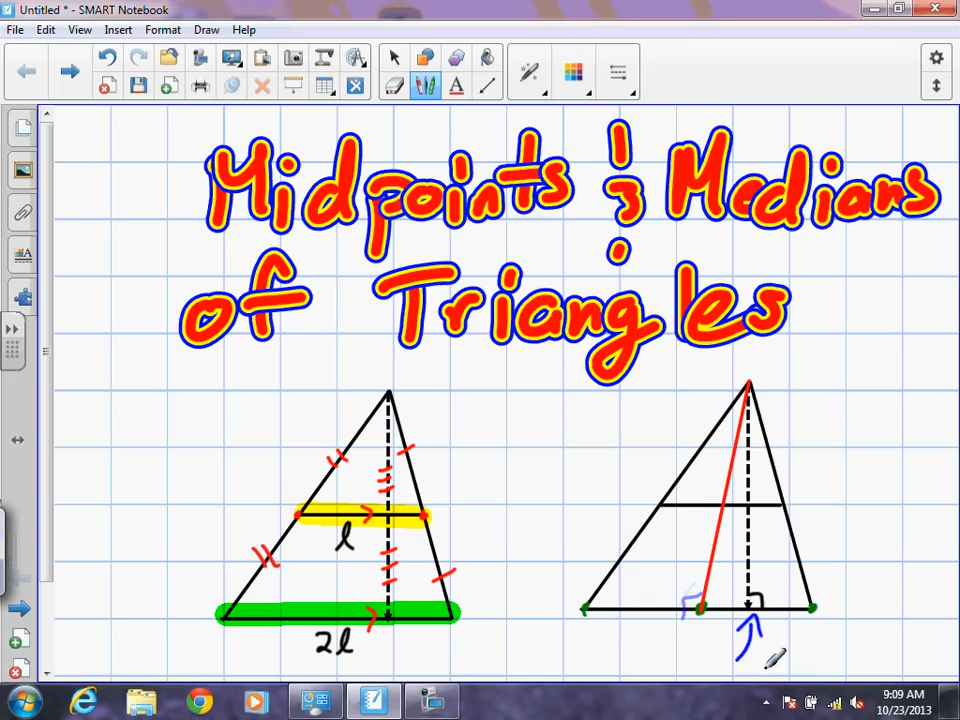 Untitled * - SMART Notebook
File Edit View Insert Format Draw Help
Midpoints & Medians
of Triangles
l
2l
9:09 AM
10/23/2013